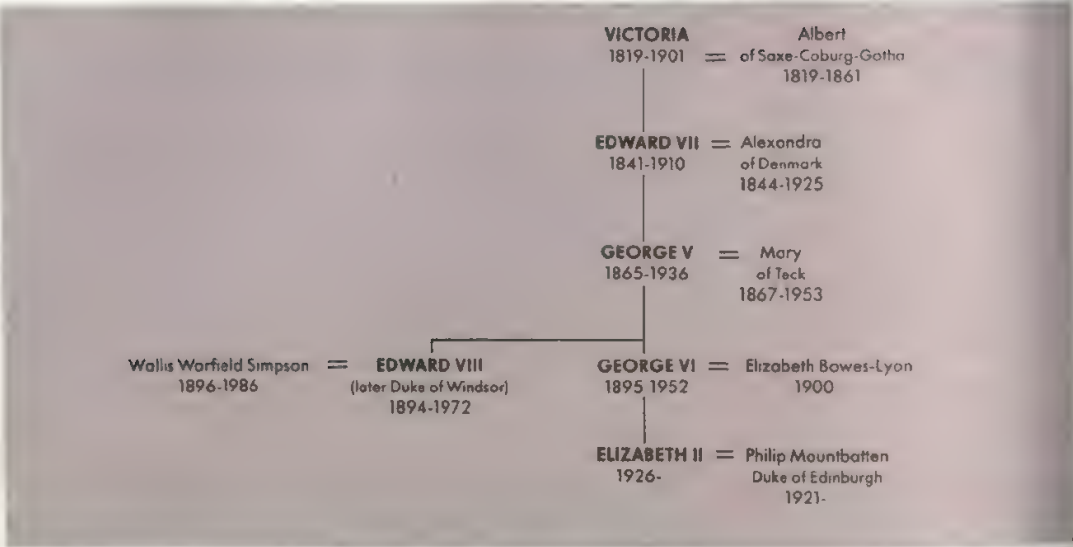 VICTORIA
1819-1901
=
Albert
of Saxe-Coburg-Gotha
1819-1861
EDWARD VII
1841-1910
=
Alexandra
of Denmark
1844-1925
GEORGE V
1865-1936
=
Mary
of Teck
1867-1953
Wallis Warfield Simpson
1896-1986
=
EDWARD VIII
(later Duke of Windsor)
1894-1972
GEORGE VI
1895 1952
=
Elizabeth Bowes-Lyon
1900
ELIZABETH II
1926-
=
Philip Mountbatten
Duke of Edinburgh
1921-